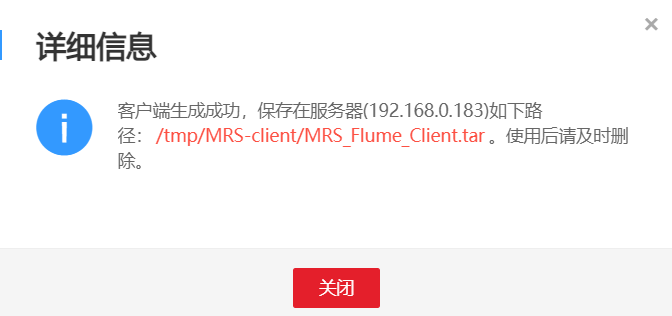 详细信息
客户端生成成功，保存在服务器(192.168.0.183)如下路
径： /tmp/MRS-client/MRS_Flume_Client.tar 。使用后请及时删
除。
关闭